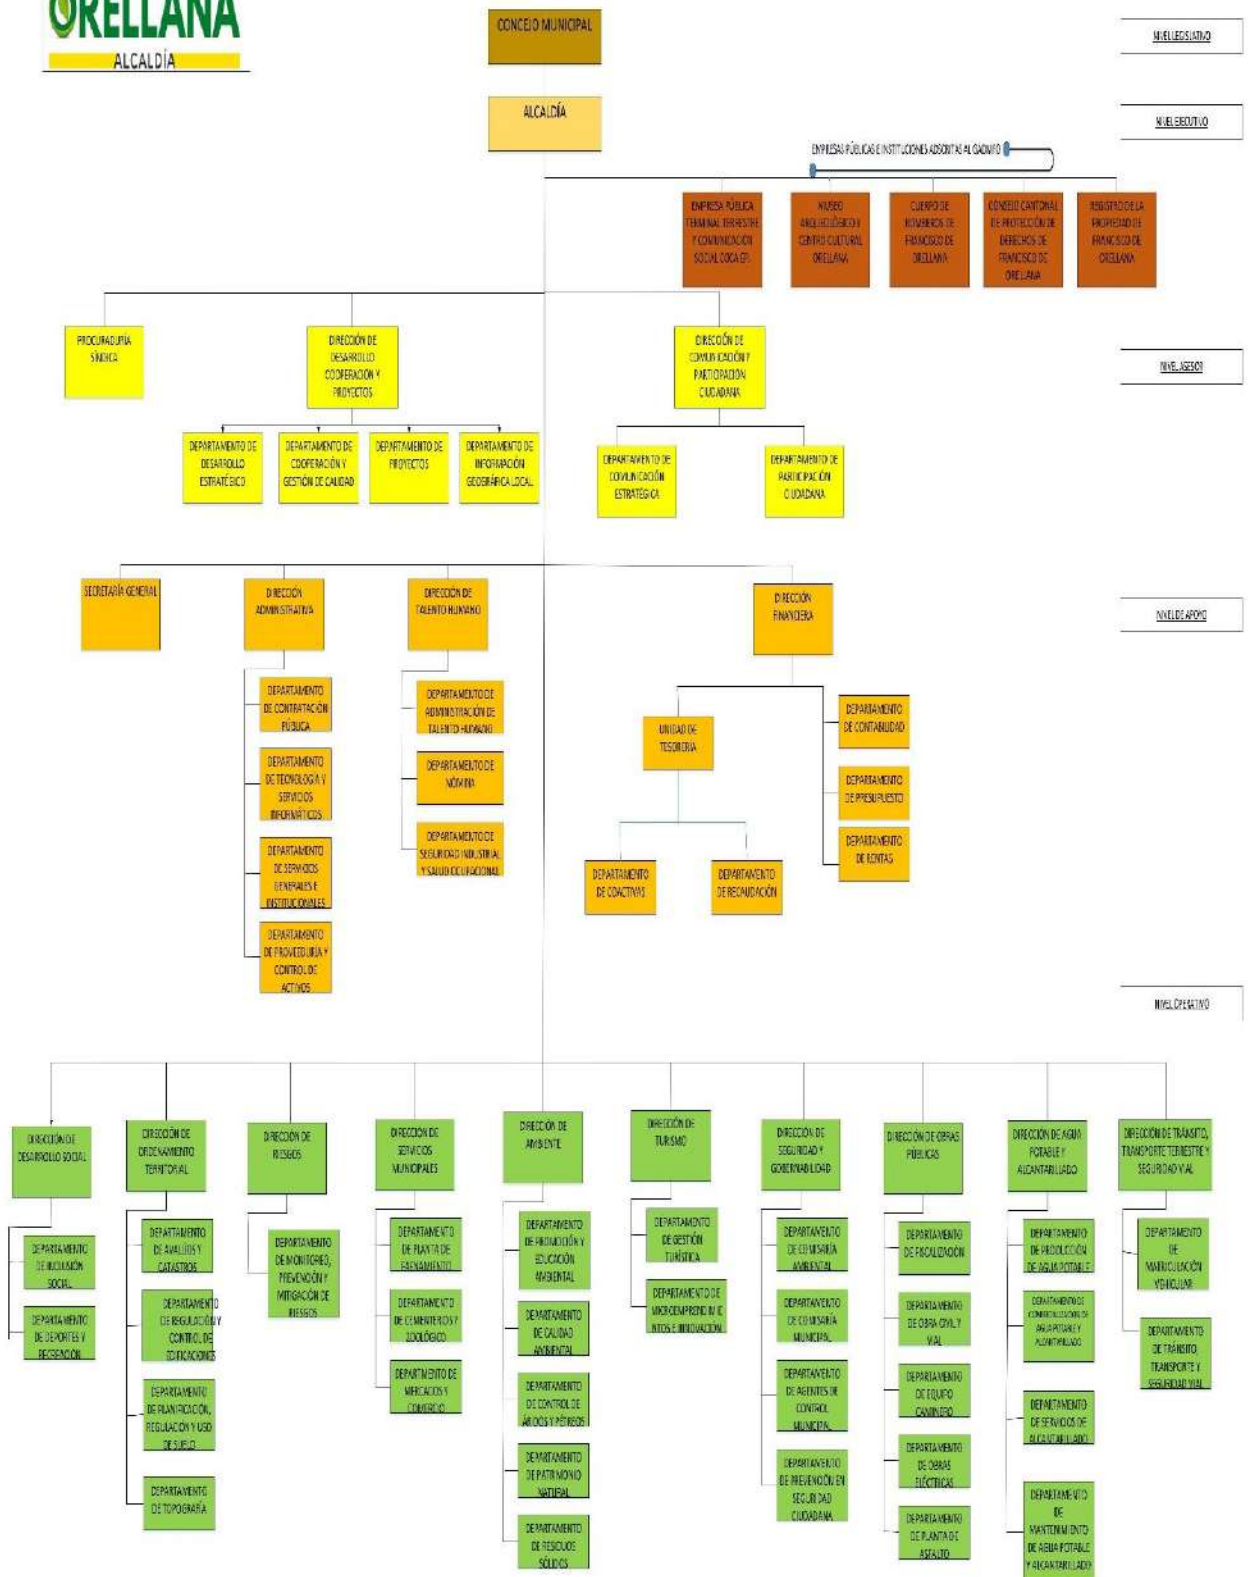 ORELLANA
ALCALDÍA
CONCEJO MUNICIPAL
NIVEL LEGISLATIVO
ALCALDÍA
NIVEL EJECUTIVO
EMPRESAS PÚBLICAS E INSTITUCIONES ADSCRITAS AL GADMFO
EMPRESA PÚBLICA
TERMINAL TERRESTRE
Y COMUNICACIÓN
SOCIAL COCA EP.
MUSEO
ARQUEOLÓGICO Y
CENTRO CULTURAL
ORELLANA
CUERPO DE
BOMBEROS DE
FRANCISCO DE
ORELLANA
CONSEJO CANTONAL
DE PROTECCIÓN DE
DERECHOS DE
FRANCISCO DE
ORELLANA
REGISTRO DE LA
PROPIEDAD DE
FRANCISCO DE
ORELLANA
PROCURADURÍA
SÍNDICA
DIRECCIÓN DE
DESARROLLO
COOPERACIÓN Y
PROYECTOS
DIRECCIÓN DE
COMUNICACIÓN Y
PARTICIPACIÓN
CIUDADANA
NIVEL ASESOR
DEPARTAMENTO DE
DESARROLLO
ESTRATÉGICO
DEPARTAMENTO DE
COOPERACIÓN Y
GESTIÓN DE CALIDAD
DEPARTAMENTO DE
PROYECTOS
DEPARTAMENTO DE
INFORMACIÓN
GEOGRÁFICA LOCAL
DEPARTAMENTO DE
COMUNICACIÓN
ESTRATÉGICA
DEPARTAMENTO DE
PARTICIPACIÓN
CIUDADANA
SECRETARÍA GENERAL
DIRECCIÓN
ADMINISTRATIVA
DIRECCIÓN DE
TALENTO HUMANO
DIRECCIÓN
FINANCIERA
NIVEL DE APOYO
DEPARTAMENTO
DE CONTRATACIÓN
PÚBLICA
DEPARTAMENTO
DE TECNOLOGÍA Y
SERVICIOS
INFORMÁTICOS
DEPARTAMENTO
DE SERVICIOS
GENERALES E
INSTITUCIONALES
DEPARTAMENTO
DE PROVEEDURIA Y
CONTROL DE
ACTIVOS
DEPARTAMENTO DE
ADMINISTRACIÓN DE
TALENTO HUMANO
DEPARTAMENTO DE
NÓMINA
DEPARTAMENTO DE
SEGURIDAD INDUSTRIAL
Y SALUD OCUPACIONAL
UNIDAD DE
TESORERIA
DEPARTAMENTO
DE COACTIVAS
DEPARTAMENTO
DE RECAUDACIÓN
DEPARTAMENTO
DE CONTABILIDAD
DEPARTAMENTO
DE PRESUPUESTO
DEPARTAMENTO
DE RENTAS
NIVEL OPERATIVO
DIRECCIÓN DE
DESARROLLO SOCIAL
DEPARTAMENTO
DE INCLUSIÓN
SOCIAL
DEPARTAMENTO
DE DEPORTES Y
RECREACIÓN
DIRECCIÓN DE
ORDENAMIENTO
TERRITORIAL
DEPARTAMENTO
DE AVALÚOS Y
CATASTROS
DEPARTAMENTO
DE REGULACIÓN Y
CONTROL DE
EDIFICACIONES
DEPARTAMENTO
DE PLANIFICACIÓN,
REGULACIÓN Y USO
DE SUELO
DEPARTAMENTO
DE TOPOGRAFÍA
DIRECCIÓN DE
RIESGOS
DEPARTAMENTO
DE MONITOREO,
PREVENCIÓN Y
MITIGACIÓN DE
RIESGOS
DIRECCIÓN DE
SERVICIOS
MUNICIPALES
DEPARTAMENTO
DE PLANTA DE
FAENAMIENTO
DEPARTAMENTO
DE CEMENTERIOS Y
ZOOLÓGICO
DEPARTMENTO DE
MERCADOS Y
COMERCIO
DIRECCIÓN DE
AMBIENTE
DEPARTAMENTO
DE PROMOCIÓN Y
EDUCACIÓN
AMBIENTAL
DEPARTAMENTO
DE CALIDAD
AMBIENTAL
DEPARTAMENTO
DE CONTROL DE
ÁRIDOS Y PÉTREOS
DEPARTAMENTO
DE PATRIMONIO
NATURAL
DEPARTAMENTO
DE RESIDUOS
SÓLIDOS
DIRECCIÓN DE
TURISMO
DEPARTAMENTO
DE GESTIÓN
TURÍSTICA
DEPARTAMENTO DE
MICROEMPRENDIMIE
NTOS E INNOVACIÓN
DIRECCIÓN DE
SEGURIDAD Y
GOBERNABILIDAD
DEPARTAMENTO
DE COMISARÍA
AMBIENTAL
DEPARTAMENTO
DE COMISARÍA
MUNICIPAL
DEPARTAMENTO
DE AGENTES DE
CONTROL
MUNICIPAL
DEPARTAMENTO
DE PREVENCIÓN EN
SEGURIDAD
CIUDADANA
DIRECCIÓN DE OBRAS
PÚBLICAS
DEPARTAMENTO
DE FISCALIZACIÓN
DEPARTAMENTO
DE OBRA CIVIL Y
VIAL
DEPARTAMENTO
DE EQUIPO
CAMINERO
DEPARTAMENTO
DE OBRAS
ELÉCTRICAS
DEPARTAMENTO
DE PLANTA DE
ASFALTO
DIRECCIÓN DE AGUA
POTABLE Y
ALCANTARILLADO
DEPARTAMENTO
DE PRODUCCIÓN
DE AGUA POTABLE
DEPARTAMENTO DE
COMERCIALIZACIÓN DE
AGUA POTABLE Y
ALCANTARILLADO
DEPARTAMENTO
DE SERVICIOS DE
ALCANTARILLADO
DEPARTAMENTO
DE
MANTENIMIENTO
DE AGUA POTABLE
Y ALCANTARILLADO
DIRECCIÓN DE TRÁNSITO,
TRANSPORTE TERRESTRE Y
SEGURIDAD VIAL
DEPARTAMENTO
DE
MATRICULACIÓN
VEHICULAR
DEPARTAMENTO
DE TRÁNSITO,
TRANSPORTE Y
SEGURIDAD VIAL